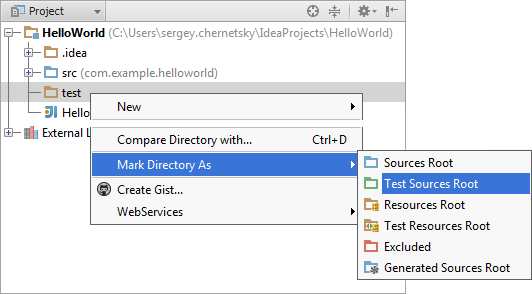 Project
HelloWorld (C:\Users\sergey.chernetsky\IdeaProjects\HelloWorld)
.idea
src (com.example.helloworld)
test
New
Hello
External L
Compare Directory with... Ctrl+D
Mark Directory As
Create Gist...
WebServices
Sources Root
Test Sources Root
Resources Root
Test Resources Root
Excluded
Generated Sources Root